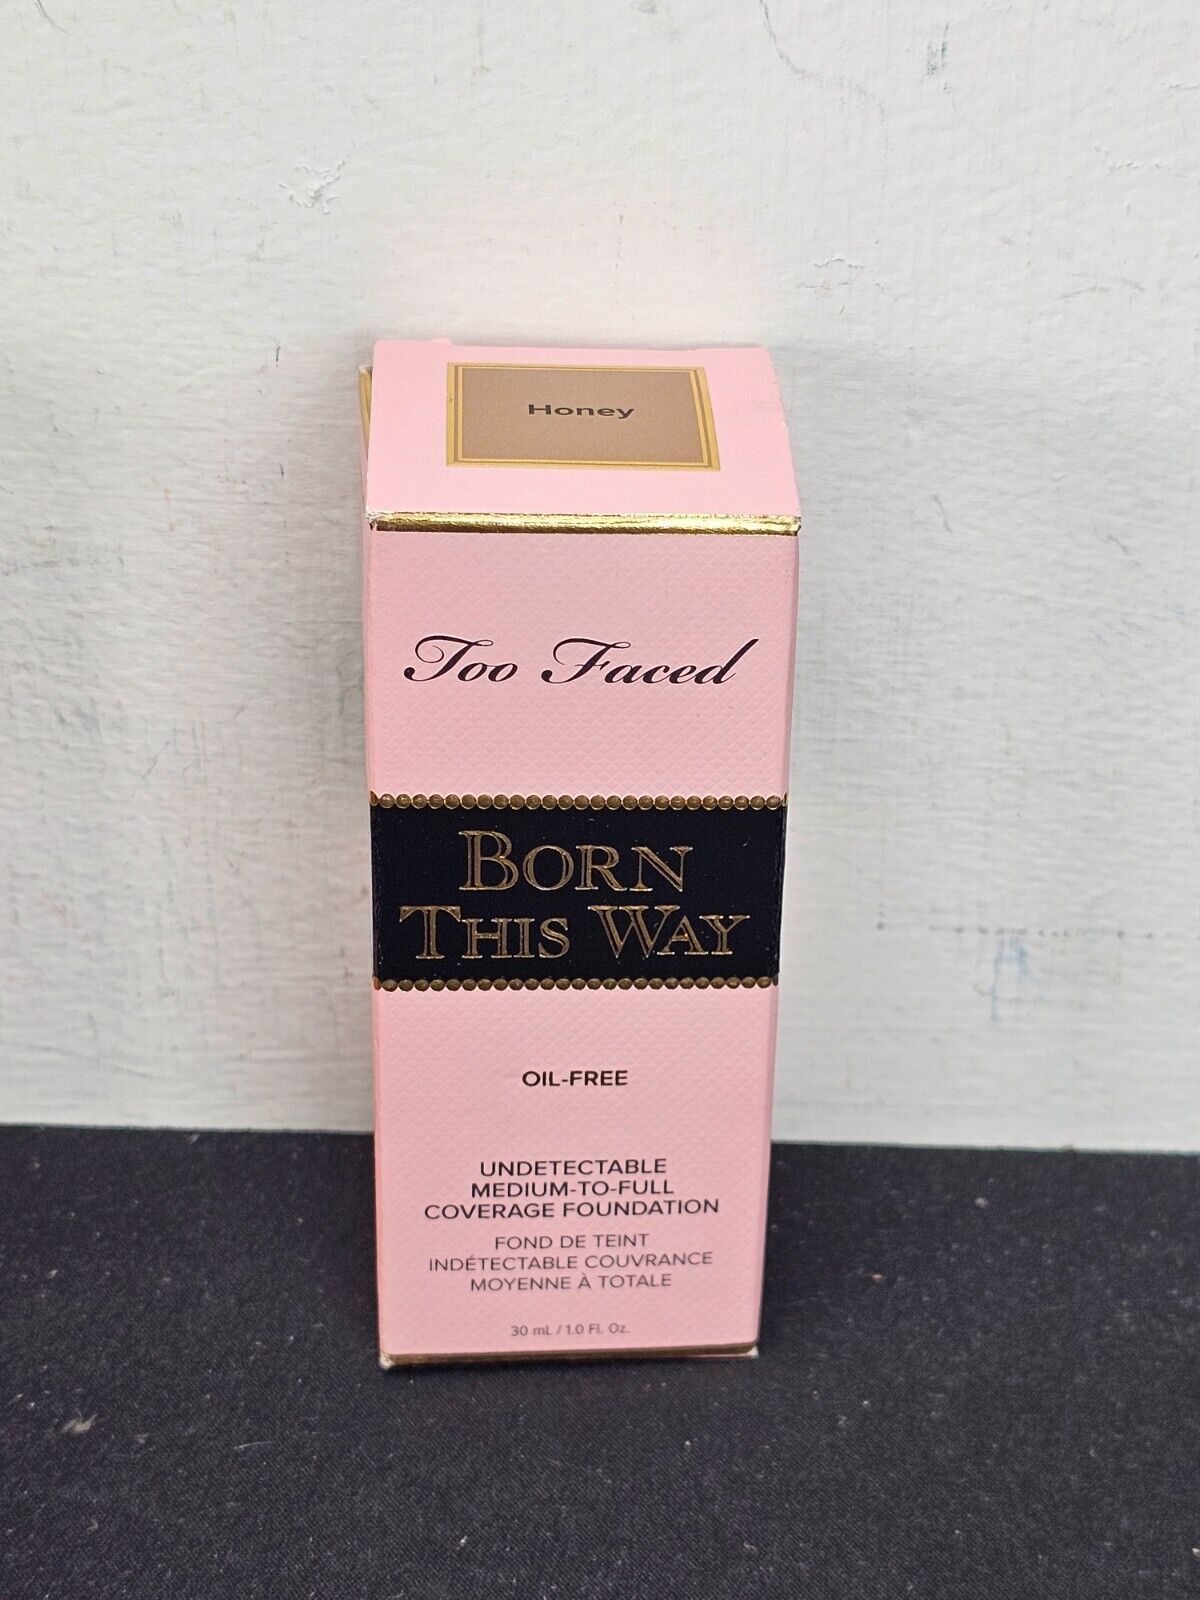 Honey
Too Faced
BORN
THIS WAY
OIL-FREE
UNDETECTABLE
MEDIUM-TO-FULL
COVERAGE FOUNDATION
FOND DE TEINT
INDÉTECTABLE COUVRANCE
MOYENNE À TOTALE
30 mL / 1.0 Fl. Oz.